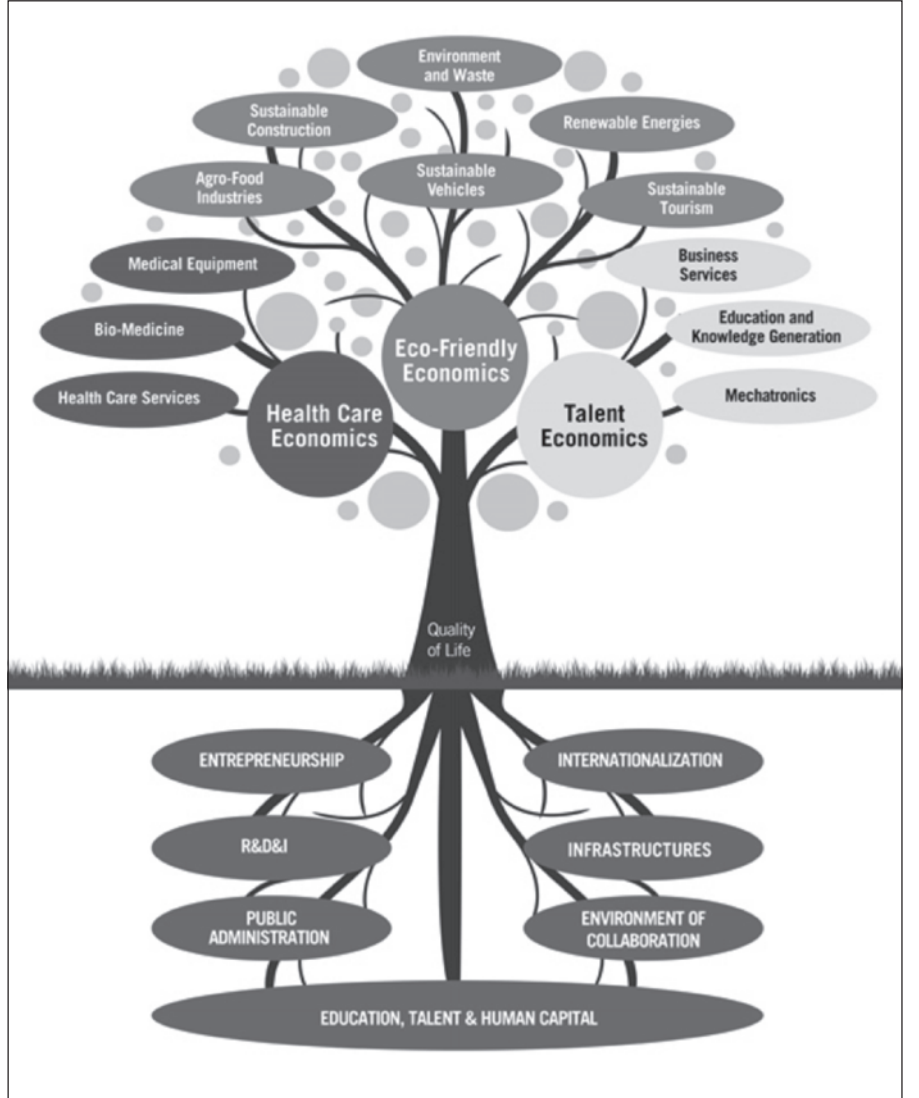 Environment
and Waste
Sustainable
Construction
Renewable Energies
Agro-Food
Industries
Sustainable
Vehicles
Sustainable
Tourism
Medical Equipment
Business
Services
Bio-Medicine
Education and
Knowledge Generation
Eco-Friendly
Economics
Health Care Services
Mechatronics
Health Care
Economics
Talent
Economics
Quality
of Life
ENTREPRENEURSHIP
INTERNATIONALIZATION
R&D&I
INFRASTRUCTURES
PUBLIC
ADMINISTRATION
ENVIRONMENT OF
COLLABORATION
EDUCATION, TALENT & HUMAN CAPITAL